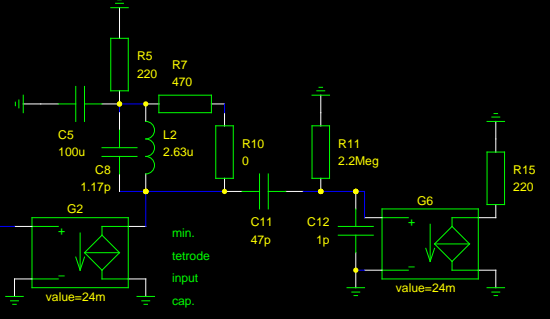 R5
220
R7
470
C5
100u
L2
2.63u
C8
1.17p
R10
0
R11
2.2Meg
R15
220
C11
47p
C12
1p
G2
+
−
value=24m
min.
tetrode
input
cap.
G6
+
−
value=24m